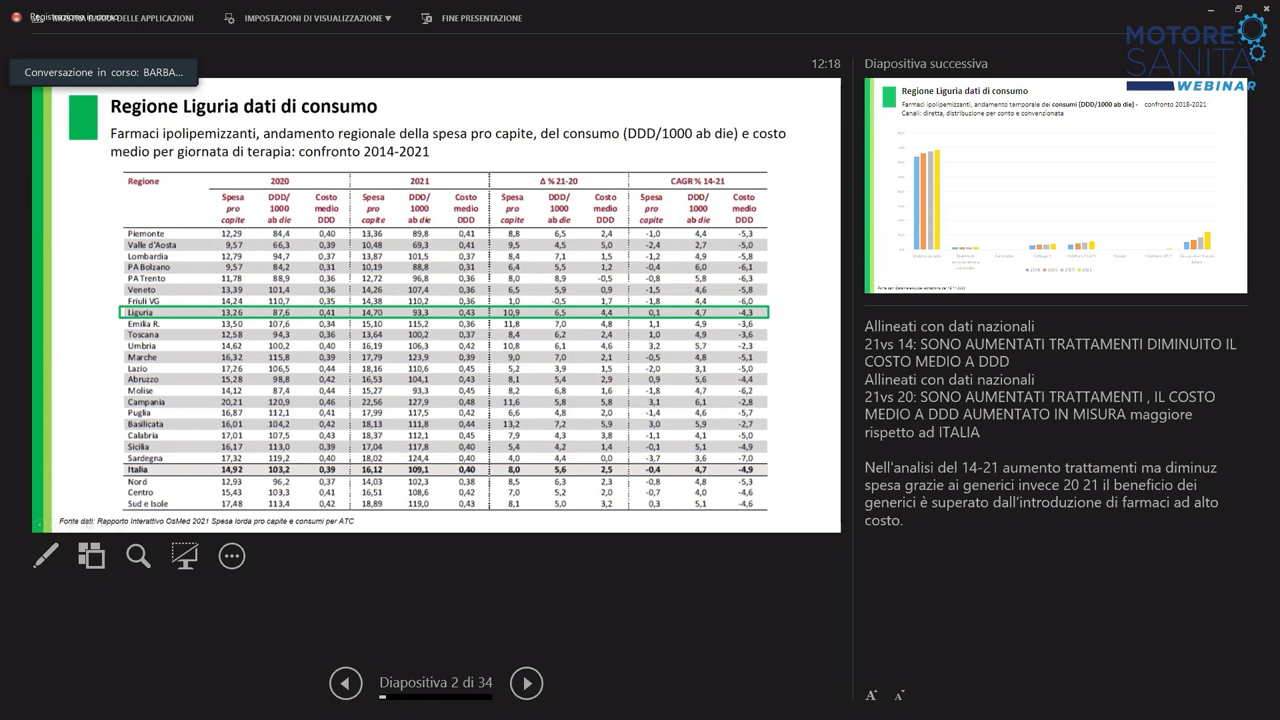 IMPOSTAZIONI DI VISUALIZZAZIONE ▼
FINE PRESENTAZIONE
MOTORE
SANITÀ
WEBINAR
Conversazione in corso: BARBA...
12:18
Diapositiva successiva
Regione Liguria dati di consumo
Farmaci ipolipemizzanti, andamento regionale della spesa pro capite, del consumo (DDD/1000 ab die) e costo
medio per giornata di terapia: confronto 2014-2021
Regione 2020 2021 Δ % 21-20 CAGR % 14-21
Spesa pro capite DDD/ 1000 ab die Costo medio DDD Spesa pro capite DDD/ 1000 ab die Costo medio DDD Spesa pro capite DDD/ 1000 ab die Costo medio DDD Spesa pro capite DDD/ 1000 ab die Costo medio DDD
Piemonte 12,29 84,4 0,40 13,36 89,8 0,41 8,8 6,5 2,4 -1,0 4,4 -5,3
Valle d'Aosta 9,57 66,3 0,39 10,48 69,3 0,41 9,5 4,5 5,0 -2,4 2,7 -5,0
Lombardia 12,79 94,7 0,37 13,87 101,5 0,37 8,4 7,1 1,5 -1,2 4,9 -5,8
PA Bolzano 9,57 84,2 0,31 10,19 88,8 0,31 6,4 5,5 1,2 -0,4 6,0 -6,1
PA Trento 11,78 88,9 0,36 12,72 96,8 0,36 8,0 8,9 -0,5 -0,8 5,8 -6,3
Veneto 13,39 101,4 0,36 14,26 107,4 0,36 6,5 5,9 0,9 -1,5 4,6 -5,8
Friuli VG 14,24 110,7 0,35 14,38 110,2 0,36 1,0 -0,5 1,7 -1,8 4,4 -6,0
Liguria 13,26 87,6 0,41 14,70 93,3 0,43 10,9 6,5 4,4 0,1 4,7 -4,3
Emilia R. 13,50 107,6 0,34 15,10 115,2 0,36 11,8 7,0 4,8 1,1 4,9 -3,6
Toscana 12,58 94,3 0,36 13,64 100,2 0,37 8,4 6,2 2,4 1,0 4,9 -3,6
Umbria 14,62 100,2 0,40 16,19 106,3 0,42 10,8 6,1 4,6 3,2 5,7 -2,3
Marche 16,32 115,8 0,39 17,79 123,9 0,39 9,0 7,0 2,1 -0,5 4,8 -5,1
Lazio 17,26 106,5 0,44 18,16 110,6 0,45 5,2 3,9 1,5 -2,0 3,1 -5,0
Abruzzo 15,28 98,8 0,42 16,53 104,1 0,43 8,1 5,4 2,9 0,9 5,6 -4,4
Molise 14,12 87,4 0,44 15,27 93,3 0,45 8,2 6,8 1,6 -1,8 4,7 -6,2
Campania 20,21 120,9 0,46 22,56 127,9 0,48 11,6 5,8 5,8 3,1 6,1 -2,8
Puglia 16,87 112,1 0,41 17,99 117,5 0,42 6,6 4,8 2,0 -1,4 4,6 -5,7
Basilicata 16,01 104,2 0,42 18,13 111,8 0,44 13,2 7,2 5,9 3,0 5,9 -2,7
Calabria 17,01 107,5 0,43 18,37 112,1 0,45 7,9 4,3 3,8 -1,1 4,1 -5,0
Sicilia 16,17 113,0 0,39 17,04 117,8 0,40 5,4 4,2 1,4 -0,1 5,1 -4,9
Sardegna 17,32 119,2 0,40 18,02 124,4 0,40 4,0 4,4 0,0 -3,7 3,6 -7,0
Italia 14,92 103,2 0,39 16,12 109,1 0,40 8,0 5,6 2,5 -0,4 4,7 -4,9
Nord 12,93 96,2 0,37 14,03 102,3 0,38 8,5 6,3 2,3 -0,8 4,8 -5,3
Centro 15,43 103,3 0,41 16,51 108,6 0,42 7,0 5,2 2,0 -0,7 4,0 -4,6
Sud e Isole 17,48 113,4 0,42 18,89 119,0 0,43 8,1 5,0 3,2 0,3 5,1 -4,6
Fonte dati: Rapporto Interattivo OsMed 2021 Spesa lorda pro capite e consumi per ATC
Regione Liguria dati di consumo
Farmaci ipolipemizzanti, andamento temporale dei consumi (DDD/1000 ab die) - confronto 2018-2021
Canali: diretta, distribuzione per conto e convenzionata
Allineati con dati nazionali
21vs 14: SONO AUMENTATI TRATTAMENTI DIMINUITO IL
COSTO MEDIO A DDD
Allineati con dati nazionali
21vs 20: SONO AUMENTATI TRATTAMENTI , IL COSTO
MEDIO A DDD AUMENTATO IN MISURA maggiore
rispetto ad ITALIA
Nell'analisi del 14-21 aumento trattamenti ma diminuz
spesa grazie ai generici invece 20 21 il beneficio dei
generici è superato dall'introduzione di farmaci ad alto
costo.
Diapositiva 2 di 34